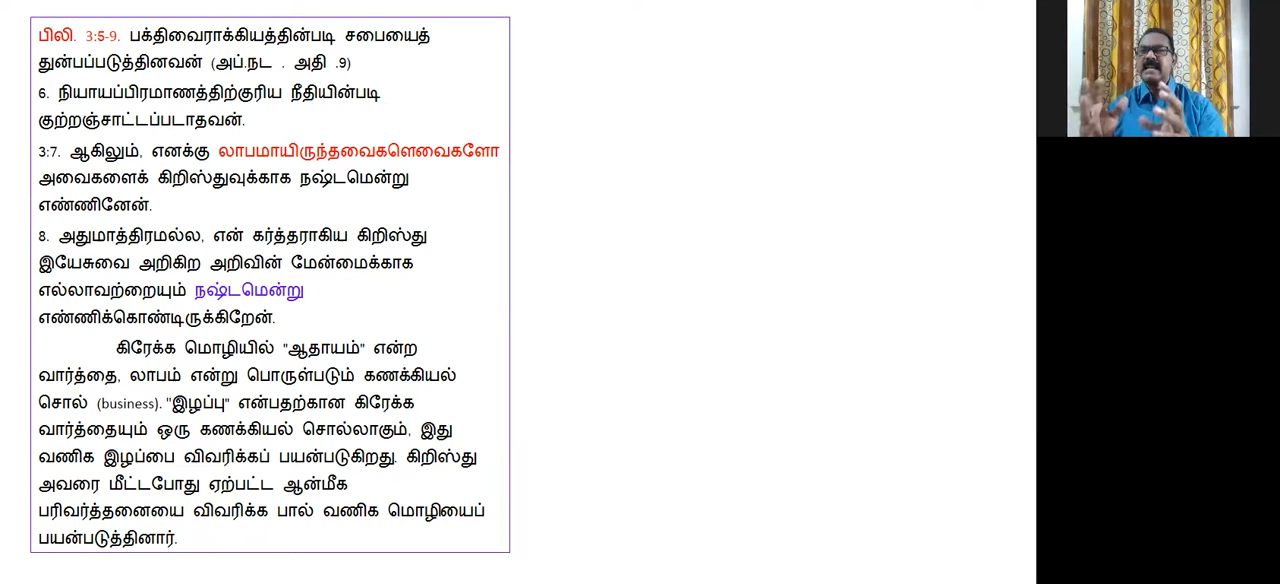 பிலி. 3:5-9. பக்திவைராக்கியத்தின்படி சபையைத்
துன்பப்படுத்தினவன் (அப்.நட . அதி .9)
6. நியாயப்பிரமாணத்திற்குரிய நீதியின்படி
குற்றஞ்சாட்டப்படாதவன்.
3:7. ஆகிலும், எனக்கு லாபமாயிருந்தவைகளெவைகளோ
அவைகளைக் கிறிஸ்துவுக்காக நஷ்டமென்று
எண்ணினேன்.
8. அதுமாத்திரமல்ல, என் கர்த்தராகிய கிறிஸ்து
இயேசுவை அறிகிற அறிவின் மேன்மைக்காக
எல்லாவற்றையும் நஷ்டமென்று
எண்ணிக்கொண்டிருக்கிறேன்.
கிரேக்க மொழியில் "ஆதாயம்" என்ற
வார்த்தை, லாபம் என்று பொருள்படும் கணக்கியல்
சொல் (business). "இழப்பு" என்பதற்கான கிரேக்க
வார்த்தையும் ஒரு கணக்கியல் சொல்லாகும், இது
வணிக இழப்பை விவரிக்கப் பயன்படுகிறது. கிறிஸ்து
அவரை மீட்டபோது ஏற்பட்ட ஆன்மீக
பரிவர்த்தனையை விவரிக்க பால் வணிக மொழியைப்
பயன்படுத்தினார்.